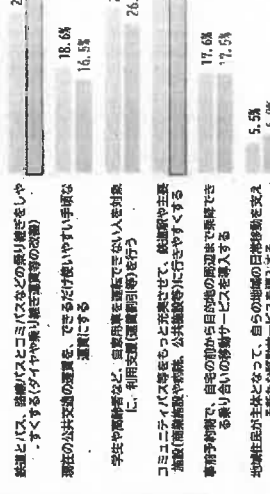 鉄道とバス、路線バスとコミバスなどの乗り継ぎをしや
すくする(ダイヤや乗り継ぎ運賃等の改善)
現在の公共交通の運賃を、できるだけ使いやすい手頃な
運賃にする
18.6%
16.5%
学生や高齢者など、自家用車を運転できない人を対象
に、利用支援(運賃割引等)を行う
26.
コミュニティバス等をもっと充実させて、鉄道駅や主要
施設(商業施設や病院、公共施設等)に行きやすくする
事前予約制で、自宅の前から目的地の周辺まで乗降でき
る乗り合いの移動サービスを導入する
17.6%
17.5%
地域住民が主体となって、自らの地域の日常移動を支え
5.5%